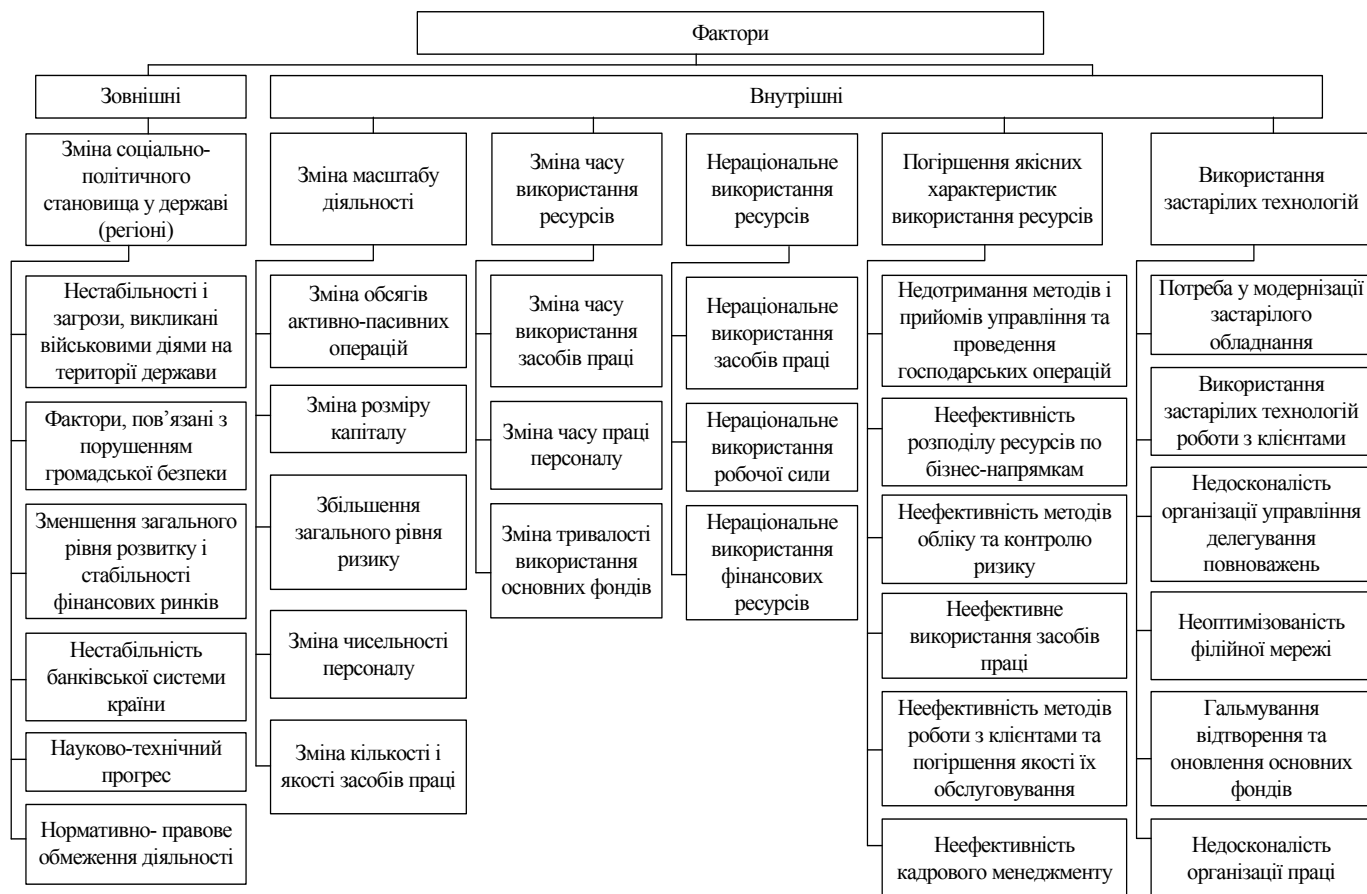 Фактори
Зовнішні
Внутрішні
Зміна соціально-
політичного
становища у державі
(регіоні)
Нестабільності і
загрози, викликані
військовими діями на
території держави
Фактори, пов’язані з
порушенням
громадської безпеки
Зменшення загального
рівня розвитку і
стабільності
фінансових ринків
Нестабільність
банківської системи
країни
Науково-технічний
прогрес
Нормативно- правове
обмеження діяльності
Зміна масштабу
діяльності
Зміна обсягів
активно-пасивних
операцій
Зміна розміру
капіталу
Збільшення
загального рівня
ризику
Зміна чисельності
персоналу
Зміна кількості і
якості засобів праці
Зміна часу
використання
ресурсів
Зміна часу
використання
засобів праці
Зміна часу праці
персоналу
Зміна тривалості
використання
основних фондів
Нераціональне
використання
ресурсів
Нераціональне
використання
засобів праці
Нераціональне
використання
робочої сили
Нераціональне
використання
фінансових
ресурсів
Погіршення якісних
характеристик
використання ресурсів
Недотримання методів і
прийомів управління та
проведення
господарських операцій
Неефективність
розподілу ресурсів по
бізнес-напрямкам
Неефективність методів
обліку та контролю
ризику
Неефективне
використання засобів
праці
Неефективність методів
роботи з клієнтами та
погіршення якості їх
обслуговування
Неефективність
кадрового менеджменту
Використання
застарілих технологій
Потреба у модернізації
застарілого
обладнання
Використання
застарілих технологій
роботи з клієнтами
Недосконалість
організації управління
делегування
повноважень
Неоптимізованість
філійної мережі
Гальмування
відтворення та
оновлення основних
фондів
Недосконалість
організації праці